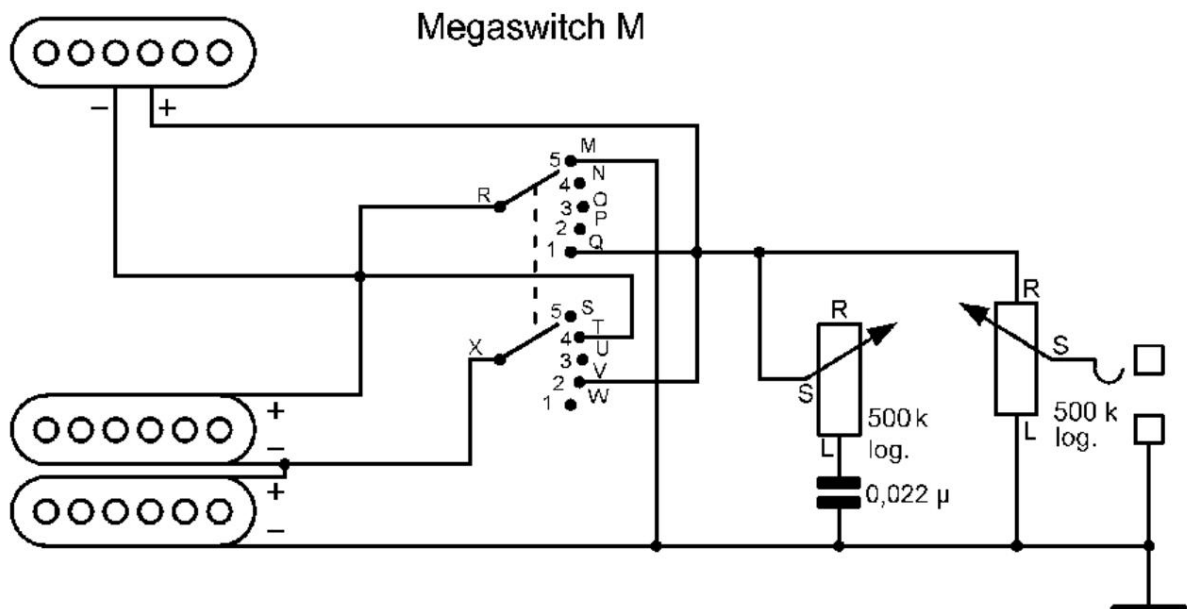 Megaswitch M
− +
5 M
4 N
R 3 O
2 P
1 Q
5 S
4 T
X 3 U
2 V
1 W
R R
S S
+ 500 k 500 k
− L log. L log.
+ 0,022 µ
−